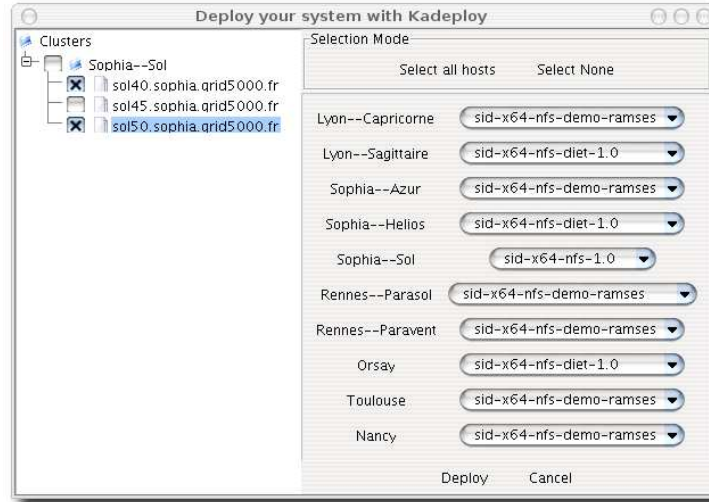 Deploy your system with Kadeploy
Clusters
Sophia--Sol
sol40.sophia.grid5000.fr
sol45.sophia.grid5000.fr
sol50.sophia.grid5000.fr
Selection Mode
Select all hosts Select None
Lyon--Capricorne sid-x64-nfs-demo-ramses
Lyon--Sagittaire sid-x64-nfs-diet-1.0
Sophia--Azur sid-x64-nfs-demo-ramses
Sophia--Helios sid-x64-nfs-diet-1.0
Sophia--Sol sid-x64-nfs-1.0
Rennes--Parasol sid-x64-nfs-demo-ramses
Rennes--Paravent sid-x64-nfs-demo-ramses
Orsay sid-x64-nfs-diet-1.0
Toulouse sid-x64-nfs-demo-ramses
Nancy sid-x64-nfs-demo-ramses
Deploy Cancel